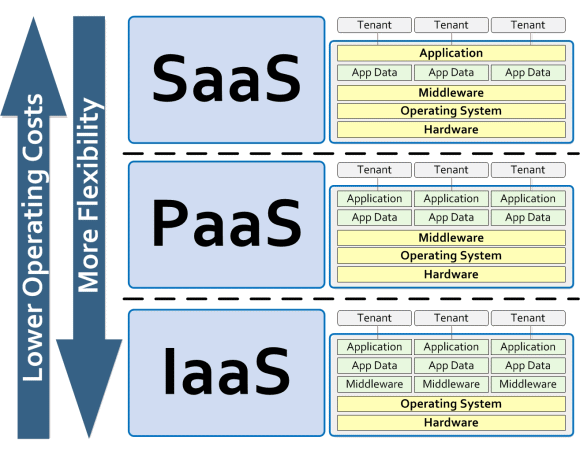 Lower Operating Costs
More Flexibility
SaaS
Tenant Tenant Tenant
Application
App Data App Data App Data
Middleware
Operating System
Hardware
PaaS
Tenant Tenant Tenant
Application Application Application
App Data App Data App Data
Middleware
Operating System
Hardware
IaaS
Tenant Tenant Tenant
Application Application Application
App Data App Data App Data
Middleware Middleware Middleware
Operating System
Hardware